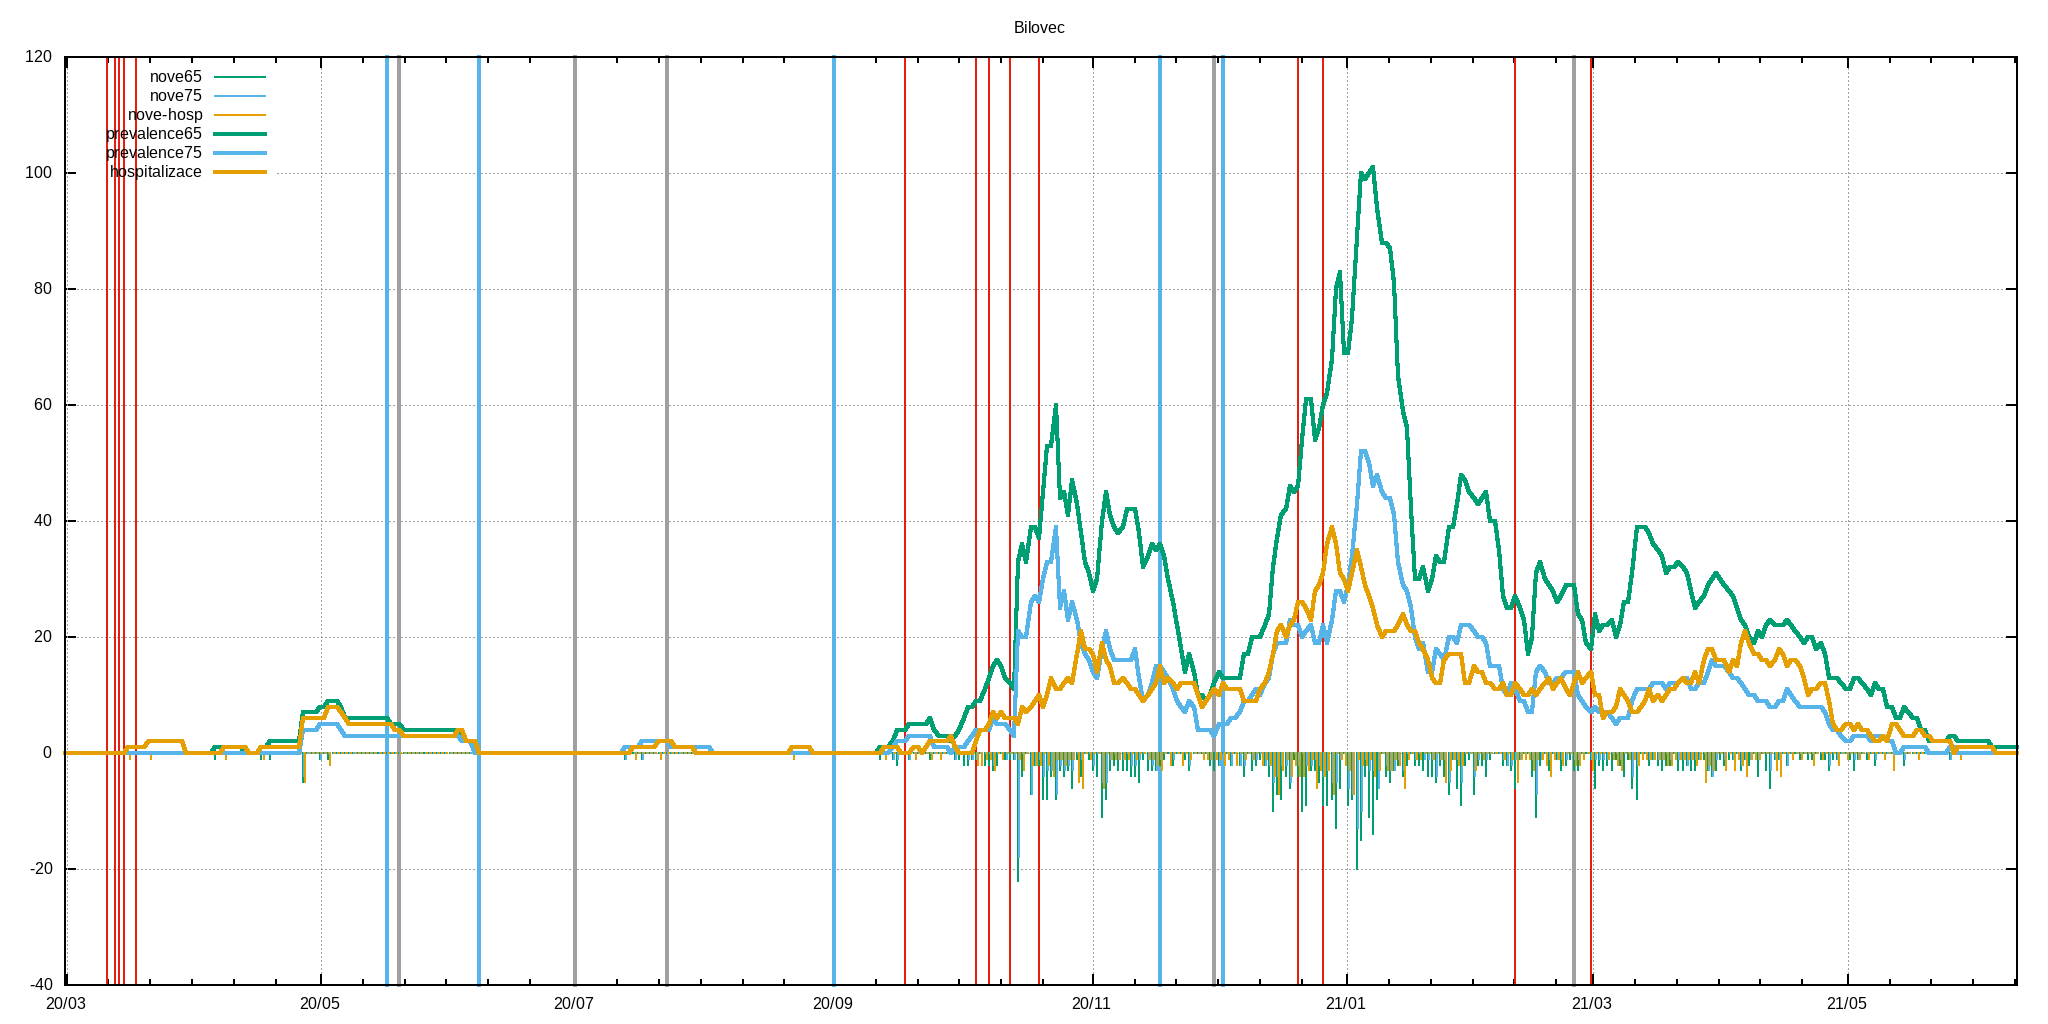 Bilovec
120
100
80
60
40
20
0
-20
-40
nove65
nove75
nove-hosp
prevalence65
prevalence75
hospitalizace
20/03 20/05 20/07 20/09 20/11 21/01 21/03 21/05